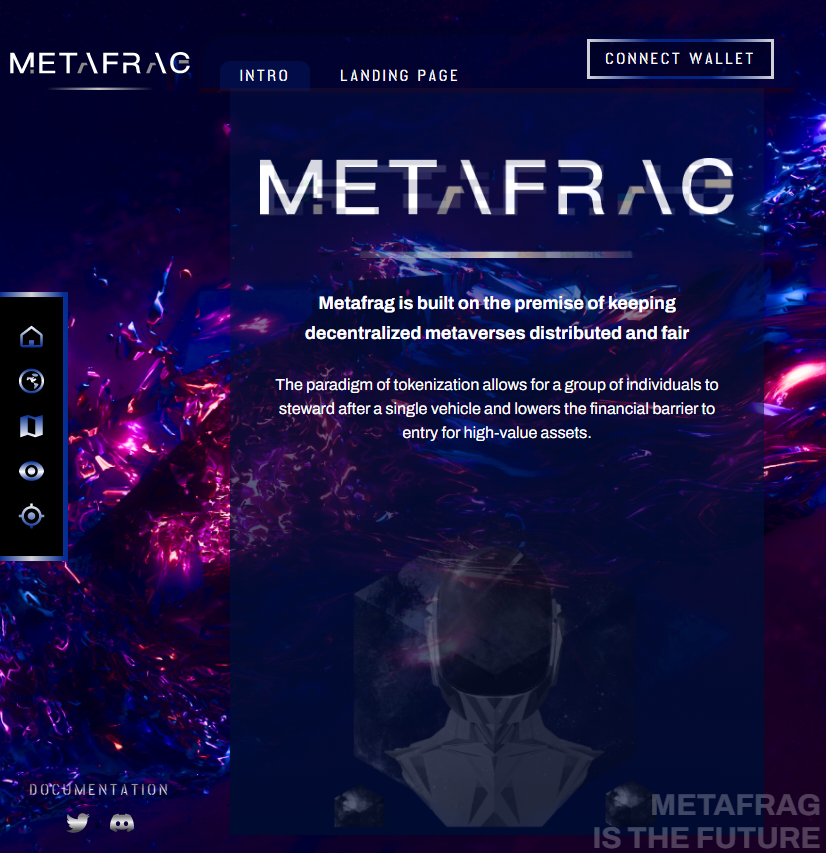 METAFRAG
INTRO
LANDING PAGE
CONNECT WALLET
METAFRAG
Metafrag is built on the premise of keeping
decentralized metaverses distributed and fair
The paradigm of tokenization allows for a group of individuals to
steward after a single vehicle and lowers the financial barrier to
entry for high-value assets.
DOCUMENTATION
METAFRAG
IS THE FUTURE